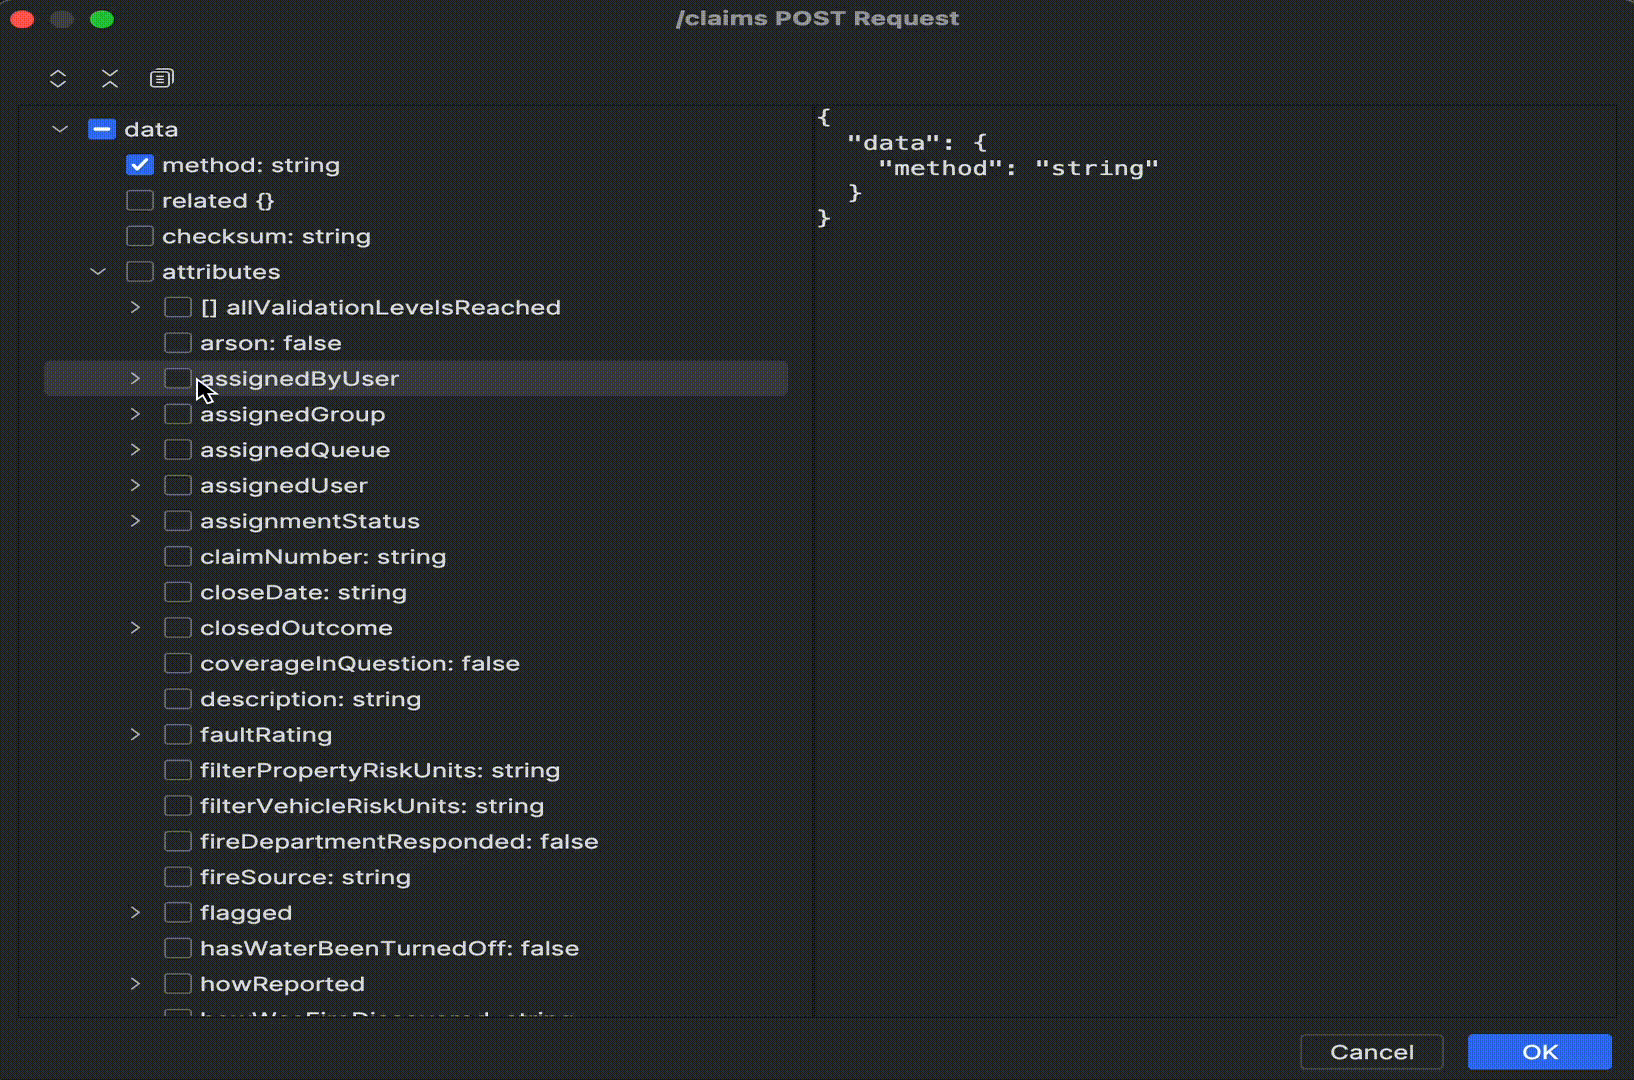 /claims POST Request
data
method: string
related {}
checksum: string
attributes
[] allValidationLevelsReached
arson: false
assignedByUser
assignedGroup
assignedQueue
assignedUser
assignmentStatus
claimNumber: string
closeDate: string
closedOutcome
coverageInQuestion: false
description: string
faultRating
filterPropertyRiskUnits: string
filterVehicleRiskUnits: string
fireDepartmentResponded: false
fireSource: string
flagged
hasWaterBeenTurnedOff: false
howReported
{
"data": {
"method": "string"
}
}
Cancel
OK